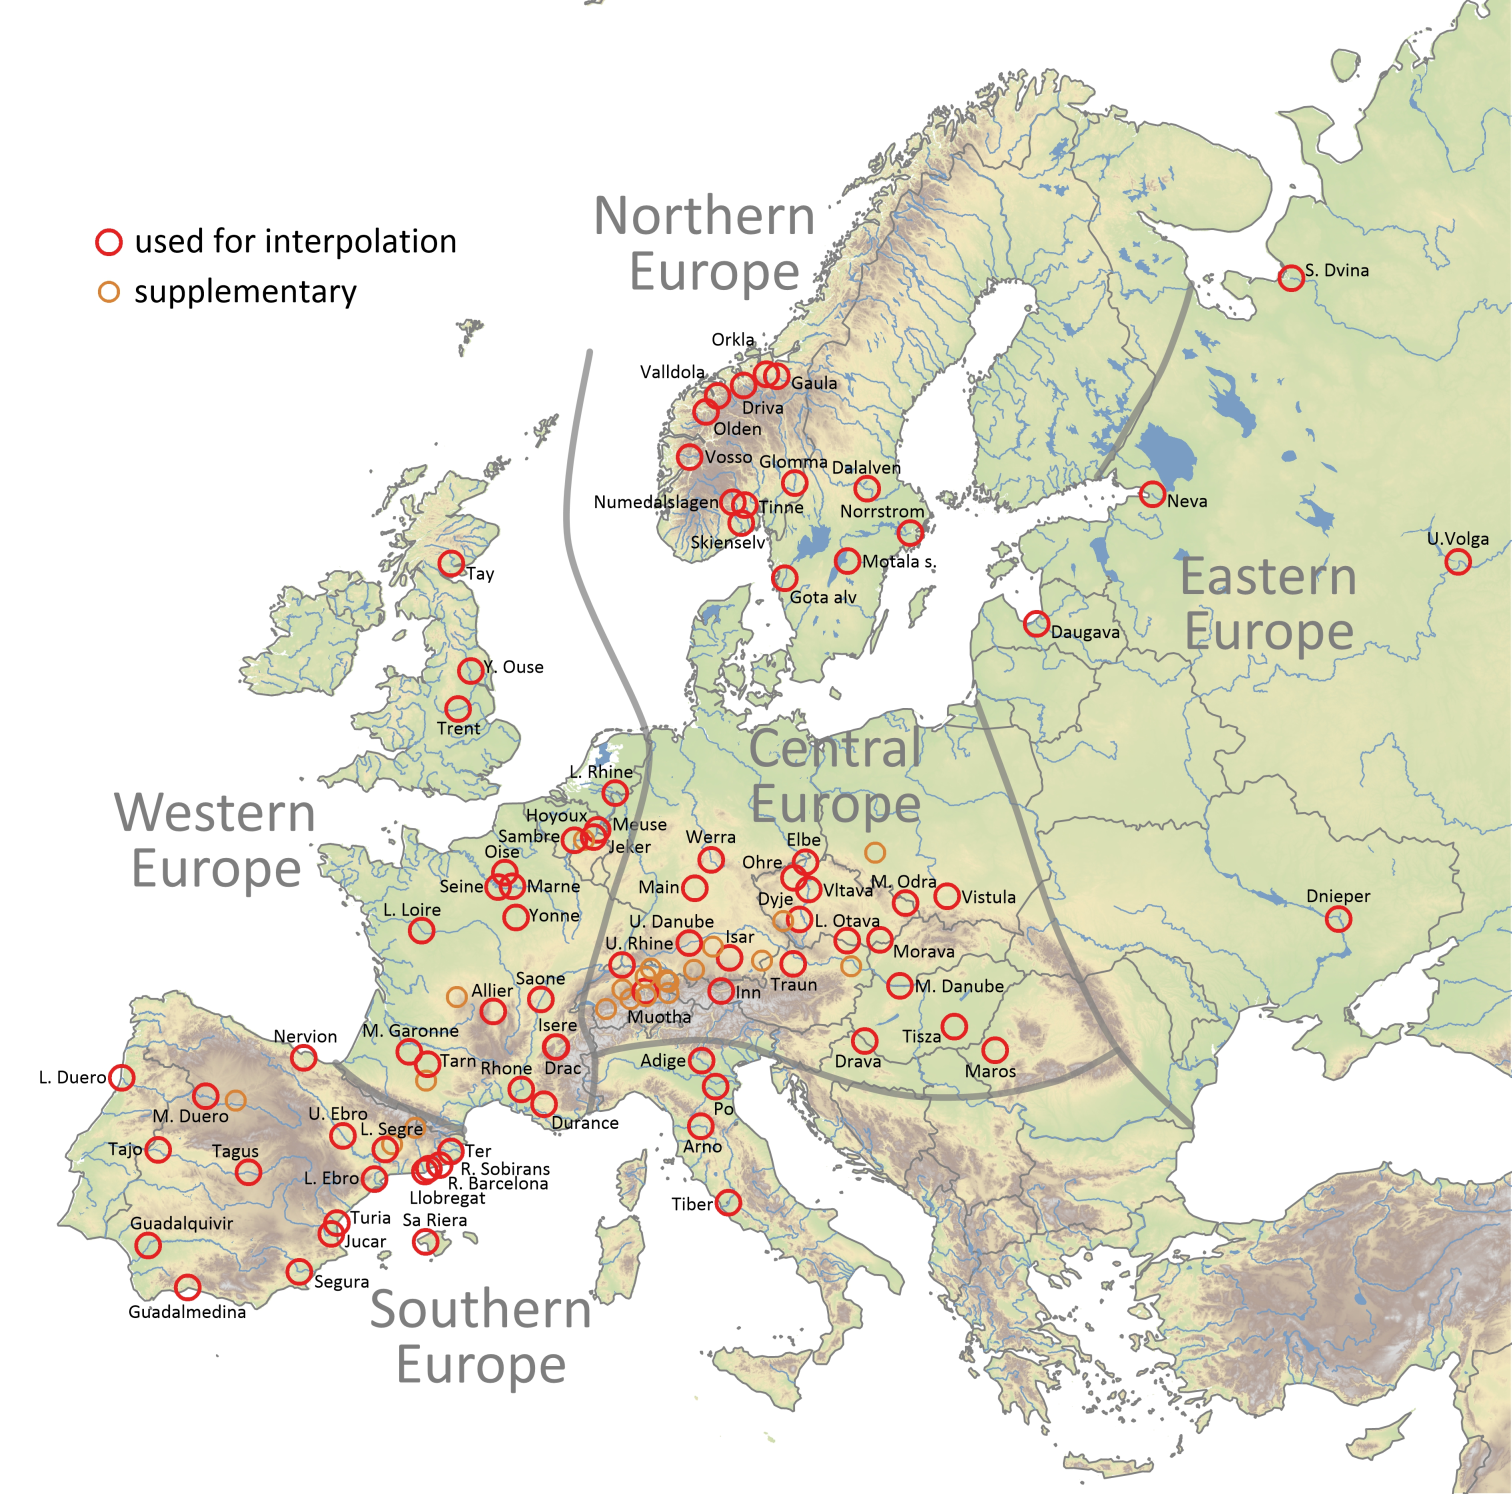 Northern
Europe
used for interpolation
supplementary
S. Dvina
Orkla
Valldola
Gaula
Driva
Olden
Vosso
Glomma
Dalalven
Numedalslagen
Tinne
Norrstrom
Skienselv
Neva
U.Volga
Motala s.
Tay
Gota alv
Eastern
Europe
Daugava
Y. Ouse
Trent
Central
Europe
L. Rhine
Western
Europe
Hoyoux
Meuse
Sambre
Jeker
Oise
Werra
Elbe
Ohre
Seine
Marne
Main
Vltava
M. Odra
Vistula
Dyje
Dnieper
L. Loire
Yonne
U. Danube
L. Otava
U. Rhine
Isar
Morava
Saone
Allier
Traun
M. Danube
Inn
Muotha
Isere
M. Garonne
Nervion
Tisza
Drava
Tarn
Rhone
Drac
Adige
Maros
L. Duero
M. Duero
U. Ebro
Po
Durance
L. Segre
Arno
Tajo
Tagus
Ter
R. Sobirans
L. Ebro
R. Barcelona
Llobregat
Tiber
Guadalquivir
Turia
Sa Riera
Jucar
Segura
Guadalmedina
Southern
Europe